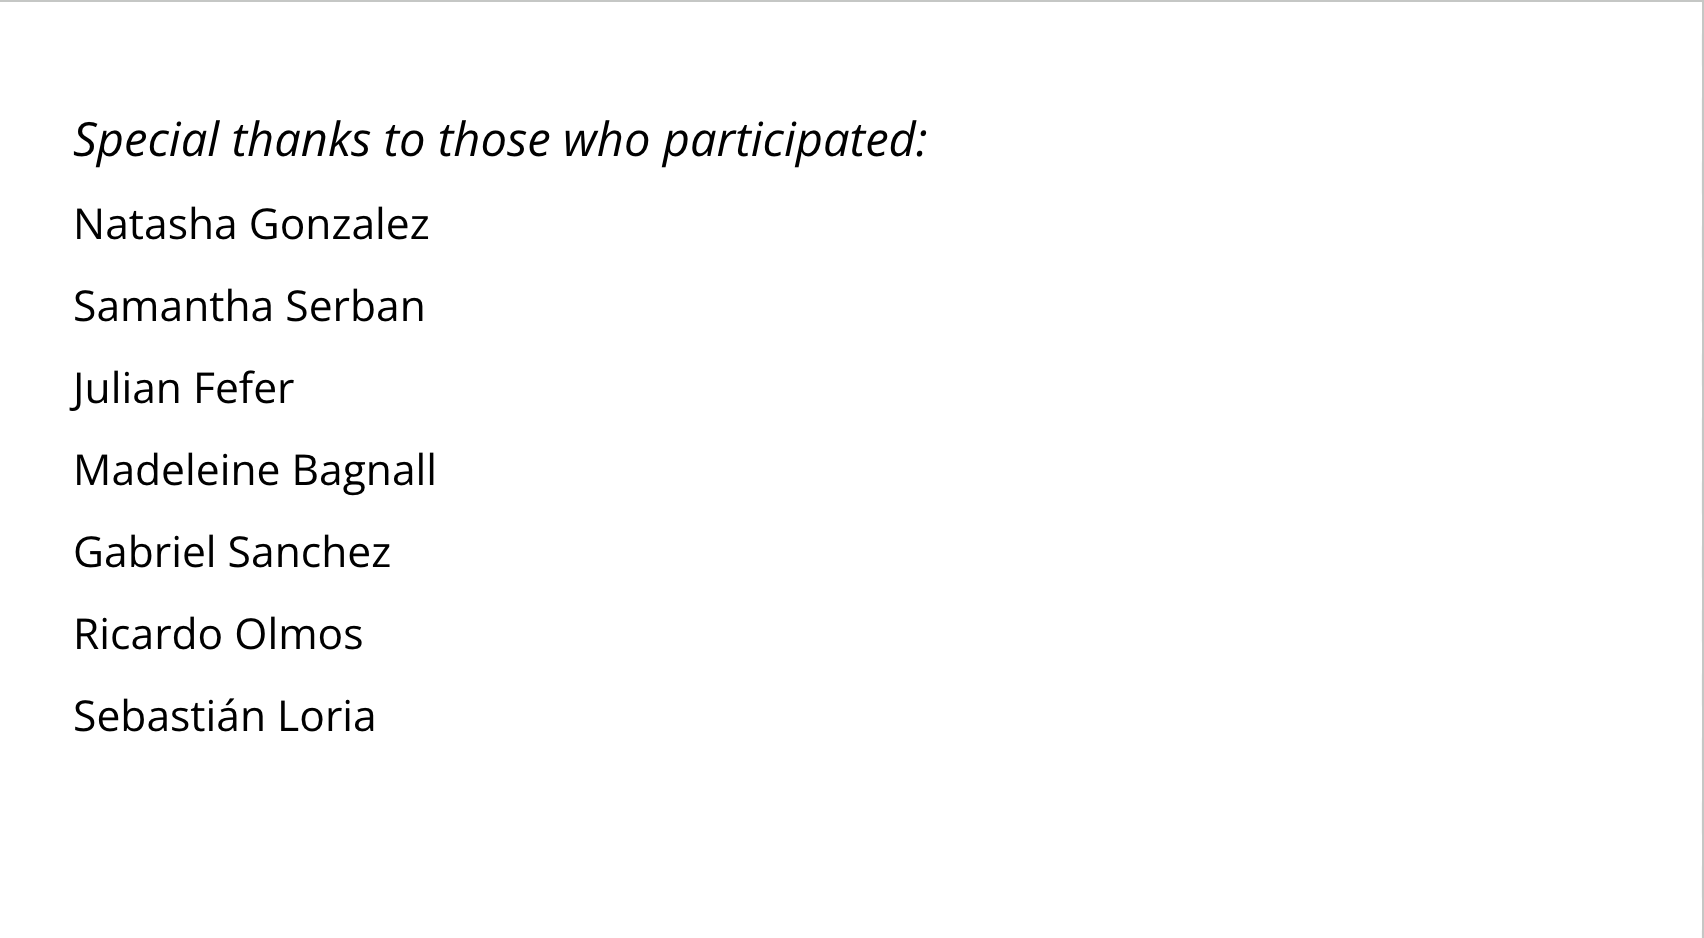 Special thanks to those who participated:
Natasha Gonzalez
Samantha Serban
Julian Fefer
Madeleine Bagnall
Gabriel Sanchez
Ricardo Olmos
Sebastián Loria